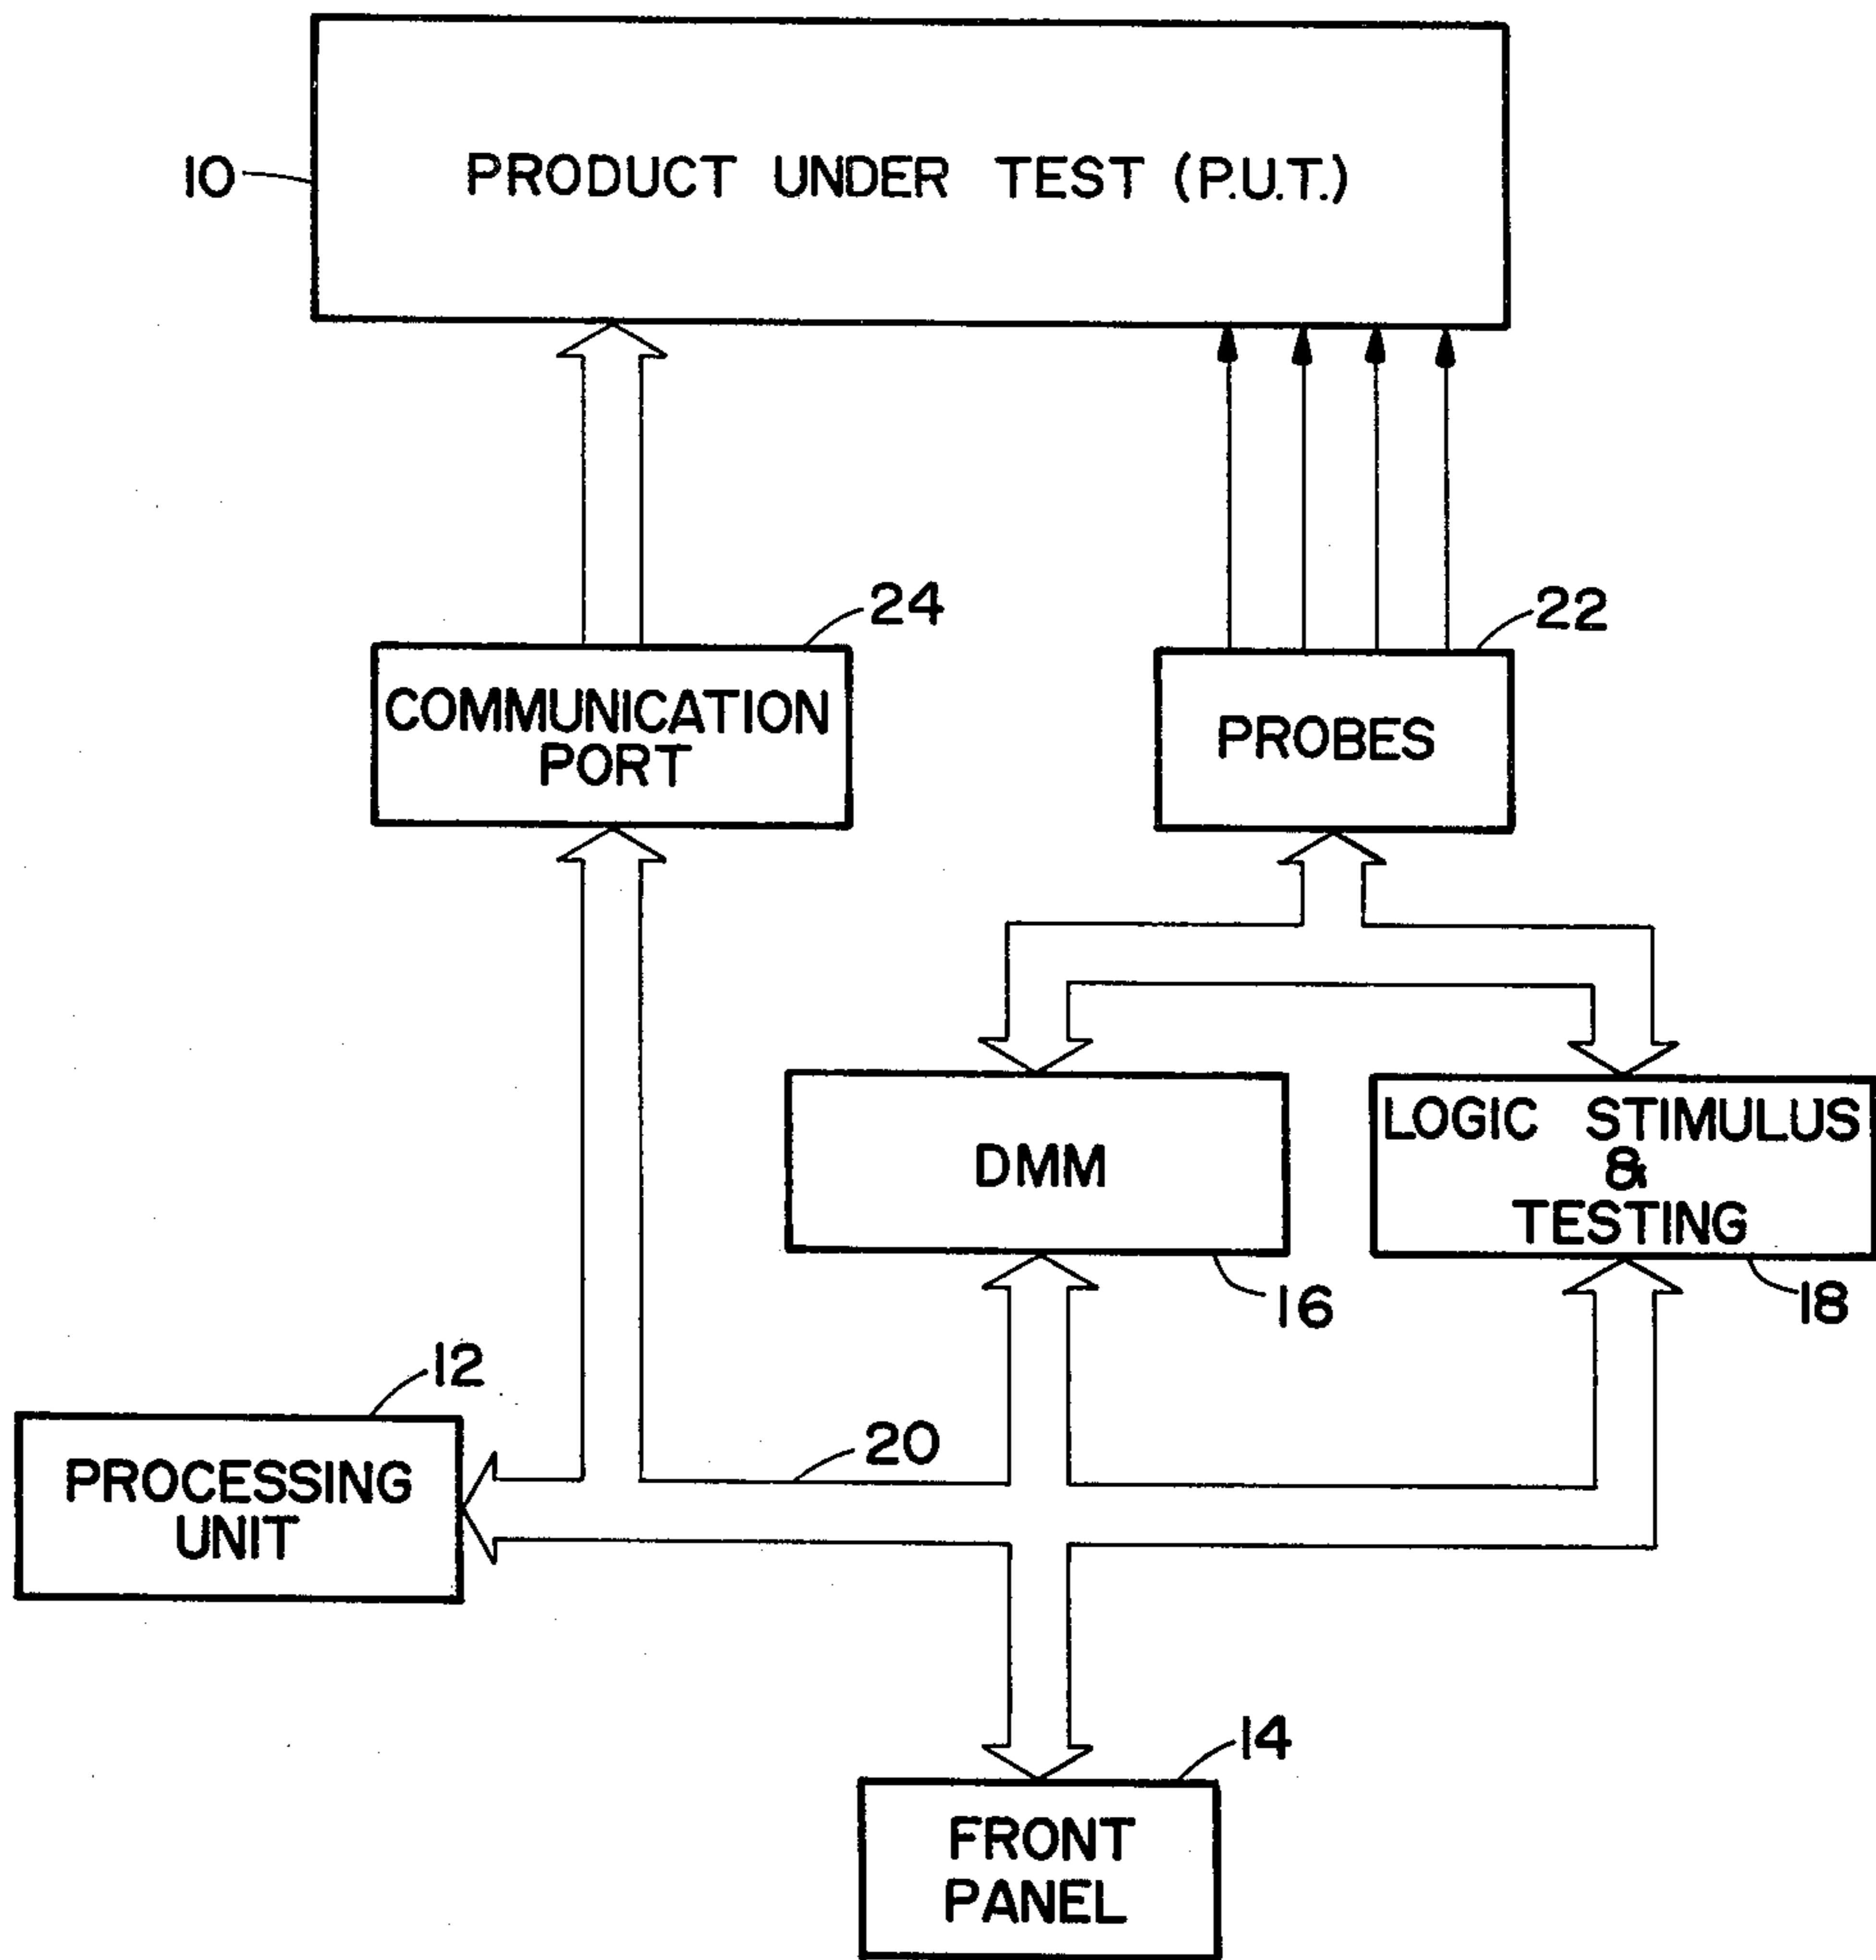 10
PRODUCT UNDER TEST (P.U.T.)
24
22
COMMUNICATION
PORT
PROBES
DMM
LOGIC STIMULUS
&
TESTING
16
18
12
20
PROCESSING
UNIT
14
FRONT
PANEL